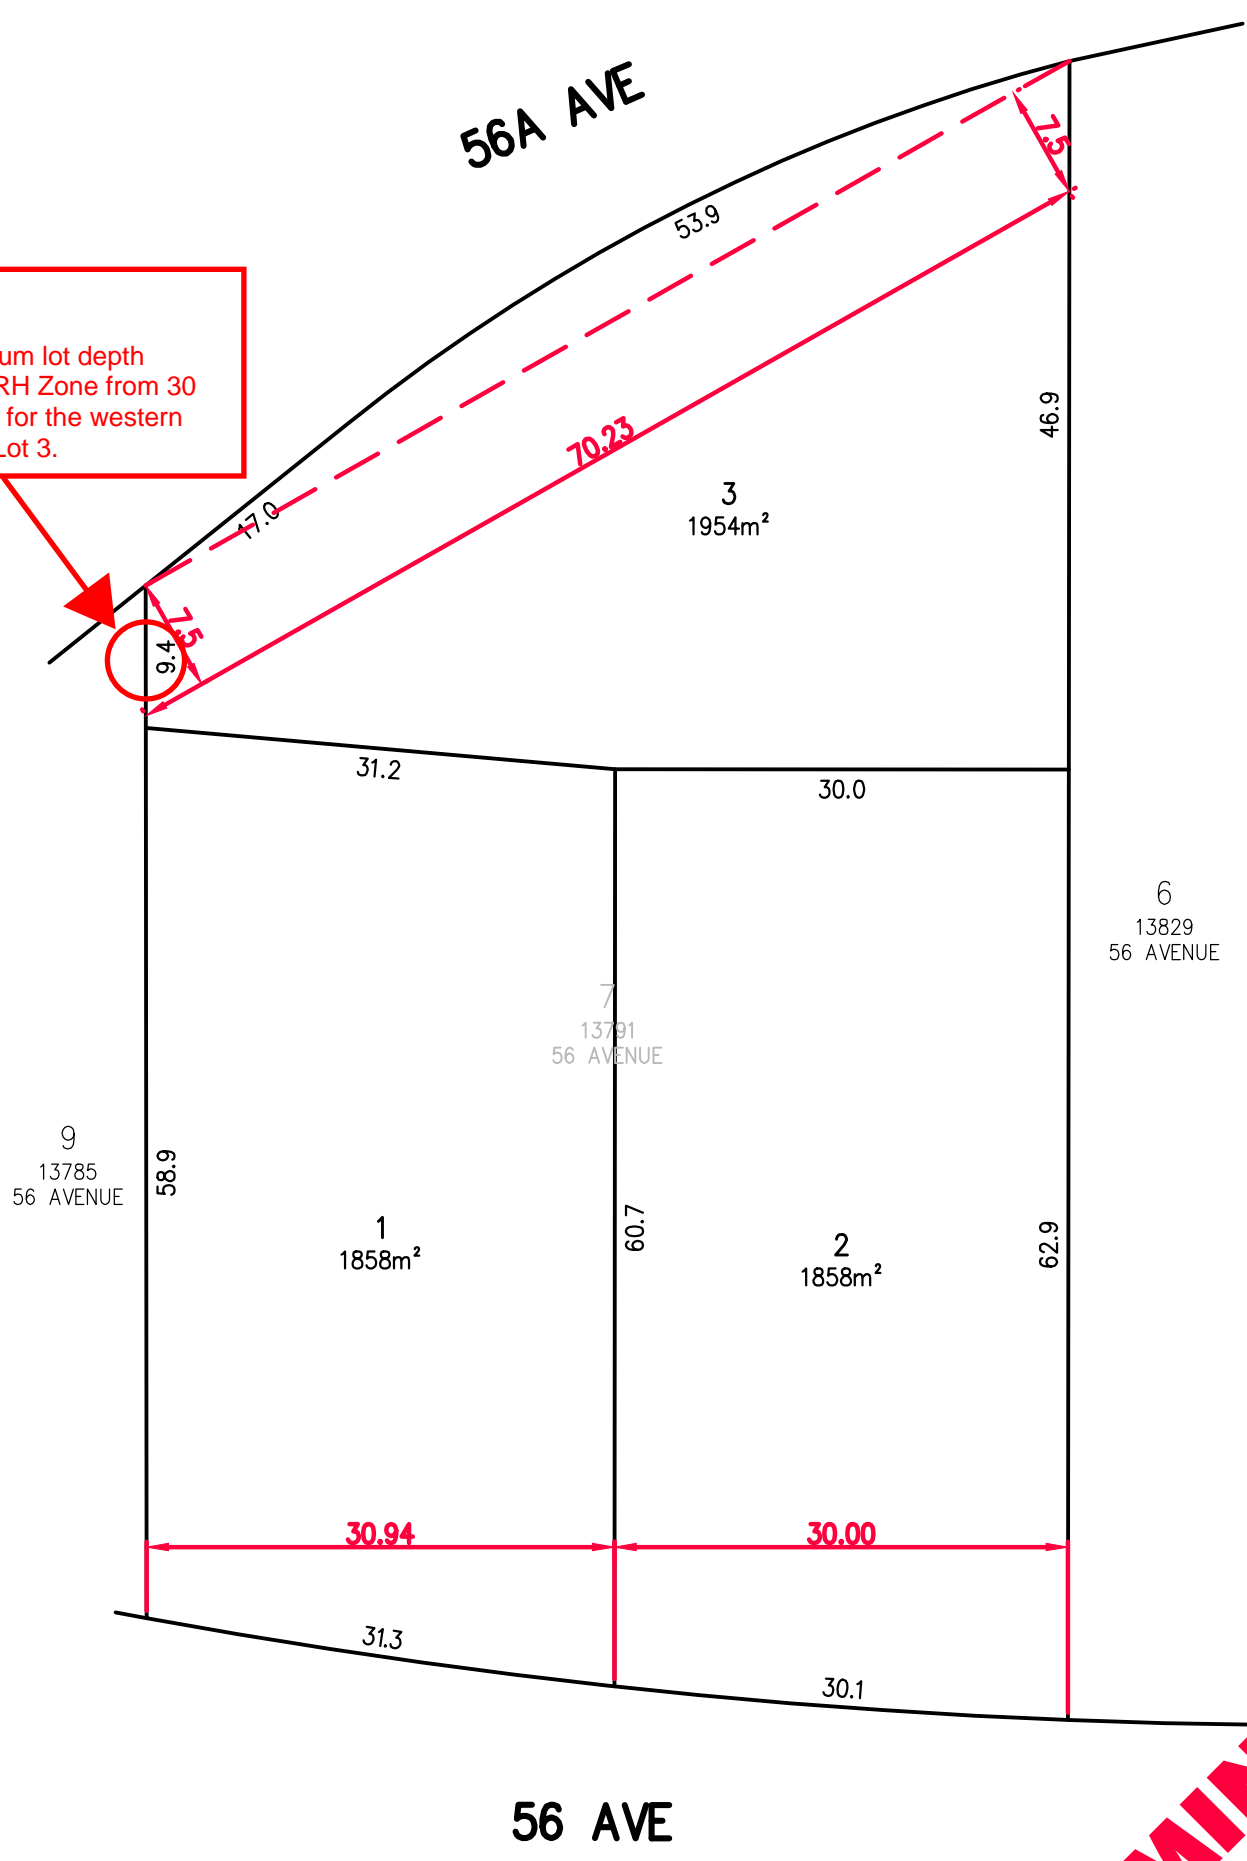 56A AVE
53.9
7.5
um lot depth
RH Zone from 30
for the western
Lot 3.
46.9
70.23
17.0
3
1954m²
7.5
9.4
31.2
30.0
6
13829
56 AVENUE
7
13791
56 AVENUE
9
13785
56 AVENUE
58.9
60.7
62.9
1
1858m²
2
1858m²
30.94
30.00
31.3
30.1
56 AVE